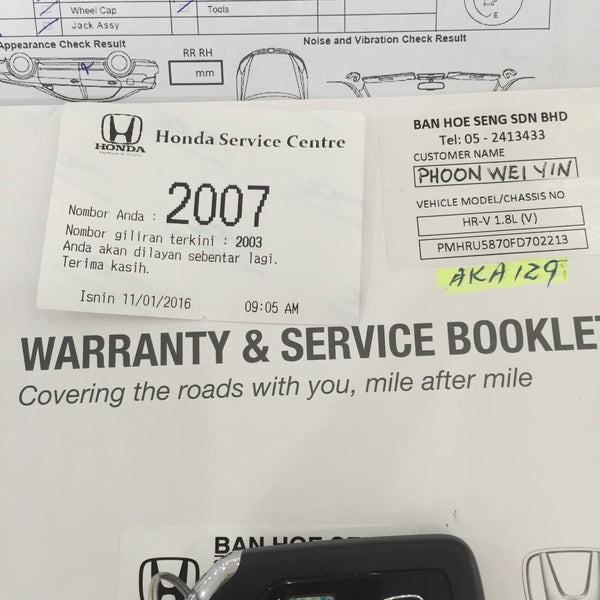 Wheel Cap
Tools
Jack Assy
Appearance Check Result
Noise and Vibration Check Result
RR RH
mm
E
HONDA
Honda Service Centre
Nombor Anda : 2007
Nombor giliran terkini : 2003
Anda akan dilayan sebentar lagi.
Terima kasih.
Isnin 11/01/2016 09:05 AM
BAN HOE SENG SDN BHD
Tel: 05 - 2413433
CUSTOMER NAME
PHOON WEI YIN
VEHICLE MODEL/CHASSIS NO
HR-V 1.8L (V)
PMHRU5870FD702213
AKA129
WARRANTY & SERVICE BOOKLET
Covering the roads with you, mile after mile
BAN HOE SE